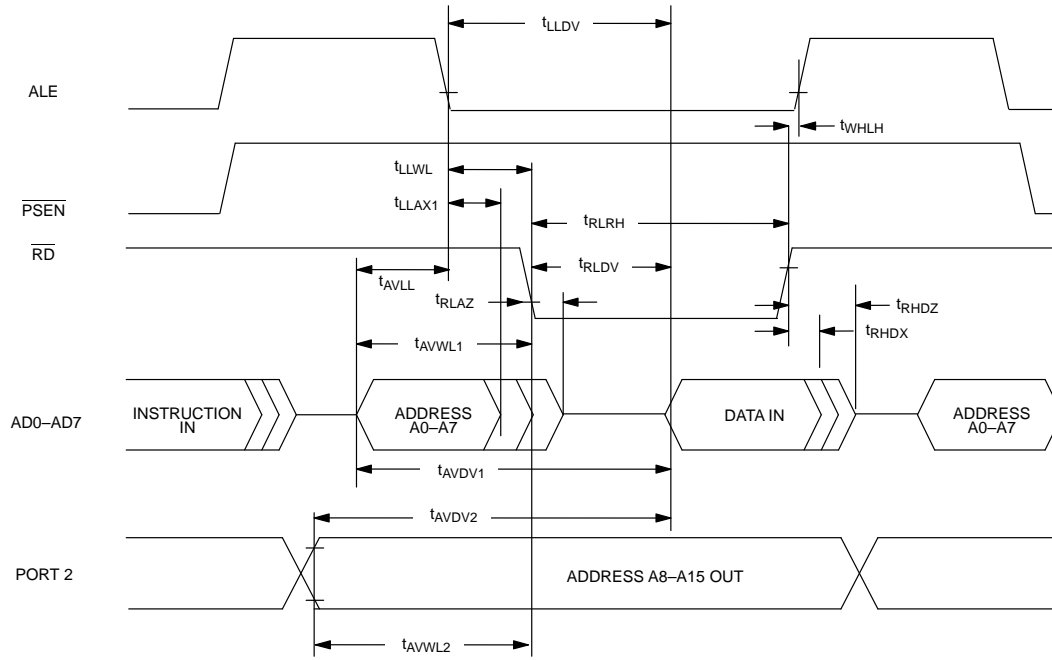 tLLDV
ALE
tWHLH
tLLWL
PSEN
tLLAX1
tRLRH
RD
tAVLL
tRLDV
tRLAZ
tRHDZ
tRHDX
tAVWL1
AD0–AD7
INSTRUCTION
IN
ADDRESS
A0–A7
DATA IN
ADDRESS
A0–A7
tAVDV1
tAVDV2
PORT 2
ADDRESS A8–A15 OUT
tAVWL2